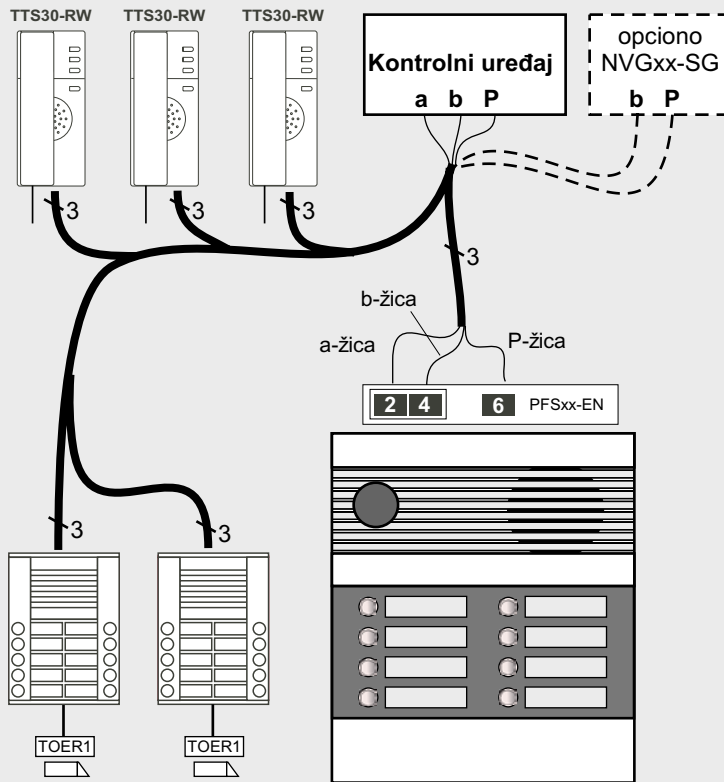 TTS30-RW TTS30-RW TTS30-RW
Kontrolni uređaj
a b P
opciono
NVGxx-SG
b P
3 3 3
3
b-žica
a-žica
P-žica
2 4 6 PFSxx-EN
3 3
TOER1 TOER1